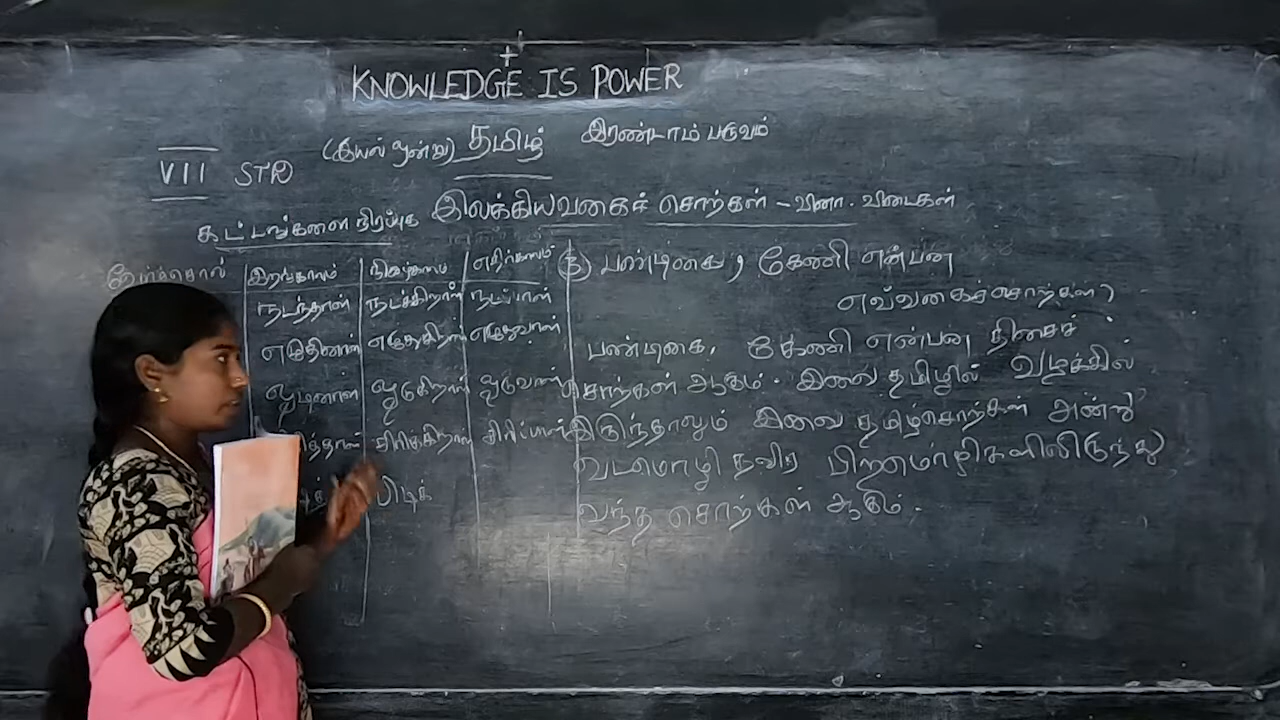 KNOWLEDGE IS POWER
(இயல் மூன்று) தமிழ் இரண்டாம் பருவம்
VII STD
இலக்கியவகைச் சொற்கள் - வினா. விடைகள்
கட்டங்களை நிரப்புக
வேர்ச்சொல் இறந்தகாலம் நிகழ்காலம் எதிர்காலம்
நடந்தாள் நடக்கிறாள் நடப்பாள்
எழுதினாள் எழுதுகிறாள் எழுதுவாள்
ஓடினாள் ஓடுகிறாள் ஓடுவாள்
சிரிக்கிறாள் சிரிப்பாள்
பிடிக்
3) பண்டிகை, கேணி என்பன
எவ்வகைச்சொற்கள்?
பண்டிகை, கேணி என்பன திசைச்
சொற்கள் ஆகும். இவை தமிழில் வழக்கில்
இருந்தாலும் இவை தமிழ்சொற்கள் அன்று
வடமொழி தவிர பிறமொழிகளிலிருந்து
வந்த சொற்கள் ஆகும்.